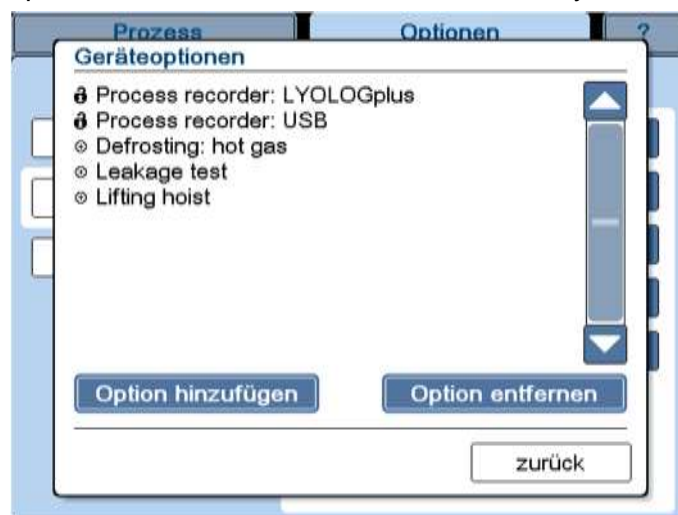 Prozess
Optionen
?
Geräteoptionen
Process recorder: LYOLOGplus
Process recorder: USB
Defrosting: hot gas
Leakage test
Lifting hoist
Option hinzufügen
Option entfernen
zurück